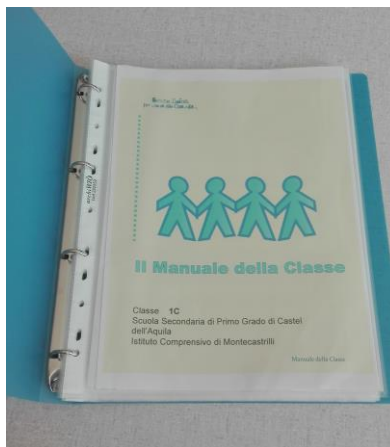 Il Manuale della Classe
Classe 1C
Scuola Secondaria di Primo Grado di Castel
dell'Aquila
Istituto Comprensivo di Montecastrilli
Manuale della Classe